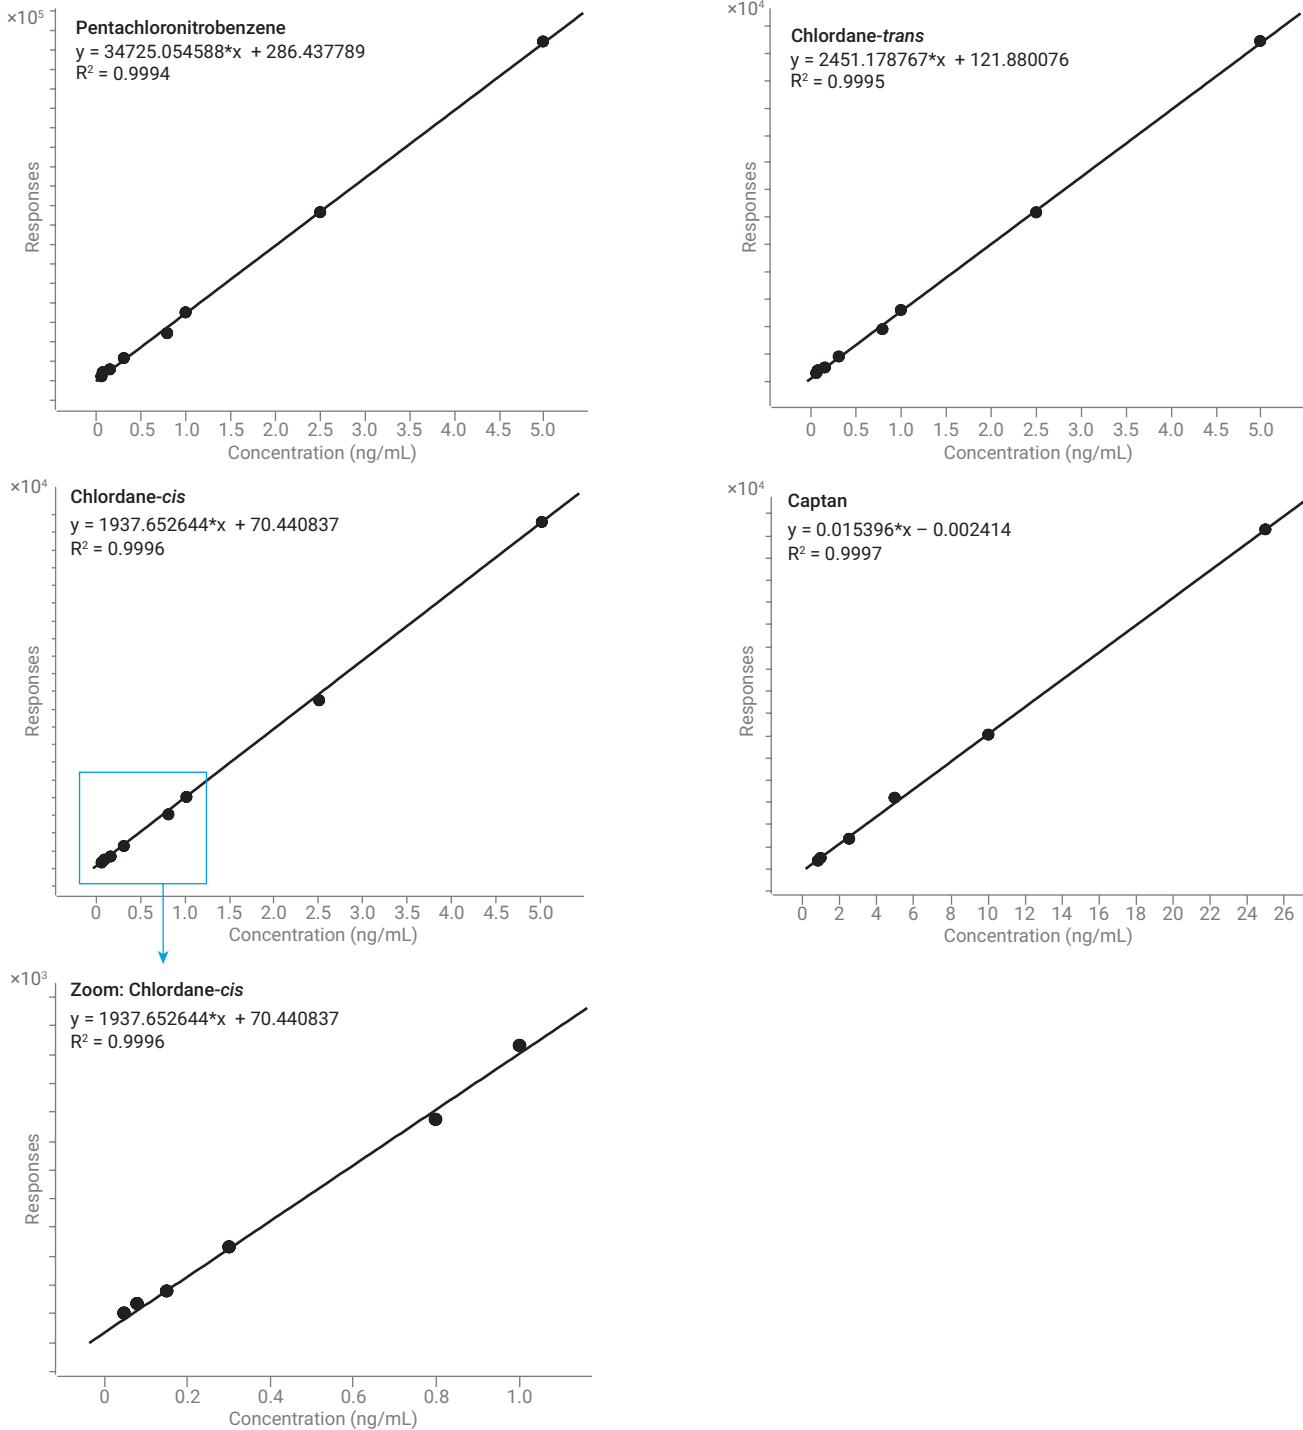 ×10⁵
Pentachloronitrobenzene
y = 34725.054588*x + 286.437789
R² = 0.9994
Responses
0 0.5 1.0 1.5 2.0 2.5 3.0 3.5 4.0 4.5 5.0
Concentration (ng/mL)
×10⁴
Chlordane-trans
y = 2451.178767*x + 121.880076
R² = 0.9995
Responses
0 0.5 1.0 1.5 2.0 2.5 3.0 3.5 4.0 4.5 5.0
Concentration (ng/mL)
×10⁴
Chlordane-cis
y = 1937.652644*x + 70.440837
R² = 0.9996
Responses
0 0.5 1.0 1.5 2.0 2.5 3.0 3.5 4.0 4.5 5.0
Concentration (ng/mL)
×10⁴
Captan
y = 0.015396*x – 0.002414
R² = 0.9997
Responses
0 2 4 6 8 10 12 14 16 18 20 22 24 26
Concentration (ng/mL)
×10³
Zoom: Chlordane-cis
y = 1937.652644*x + 70.440837
R² = 0.9996
Responses
0 0.2 0.4 0.6 0.8 1.0
Concentration (ng/mL)